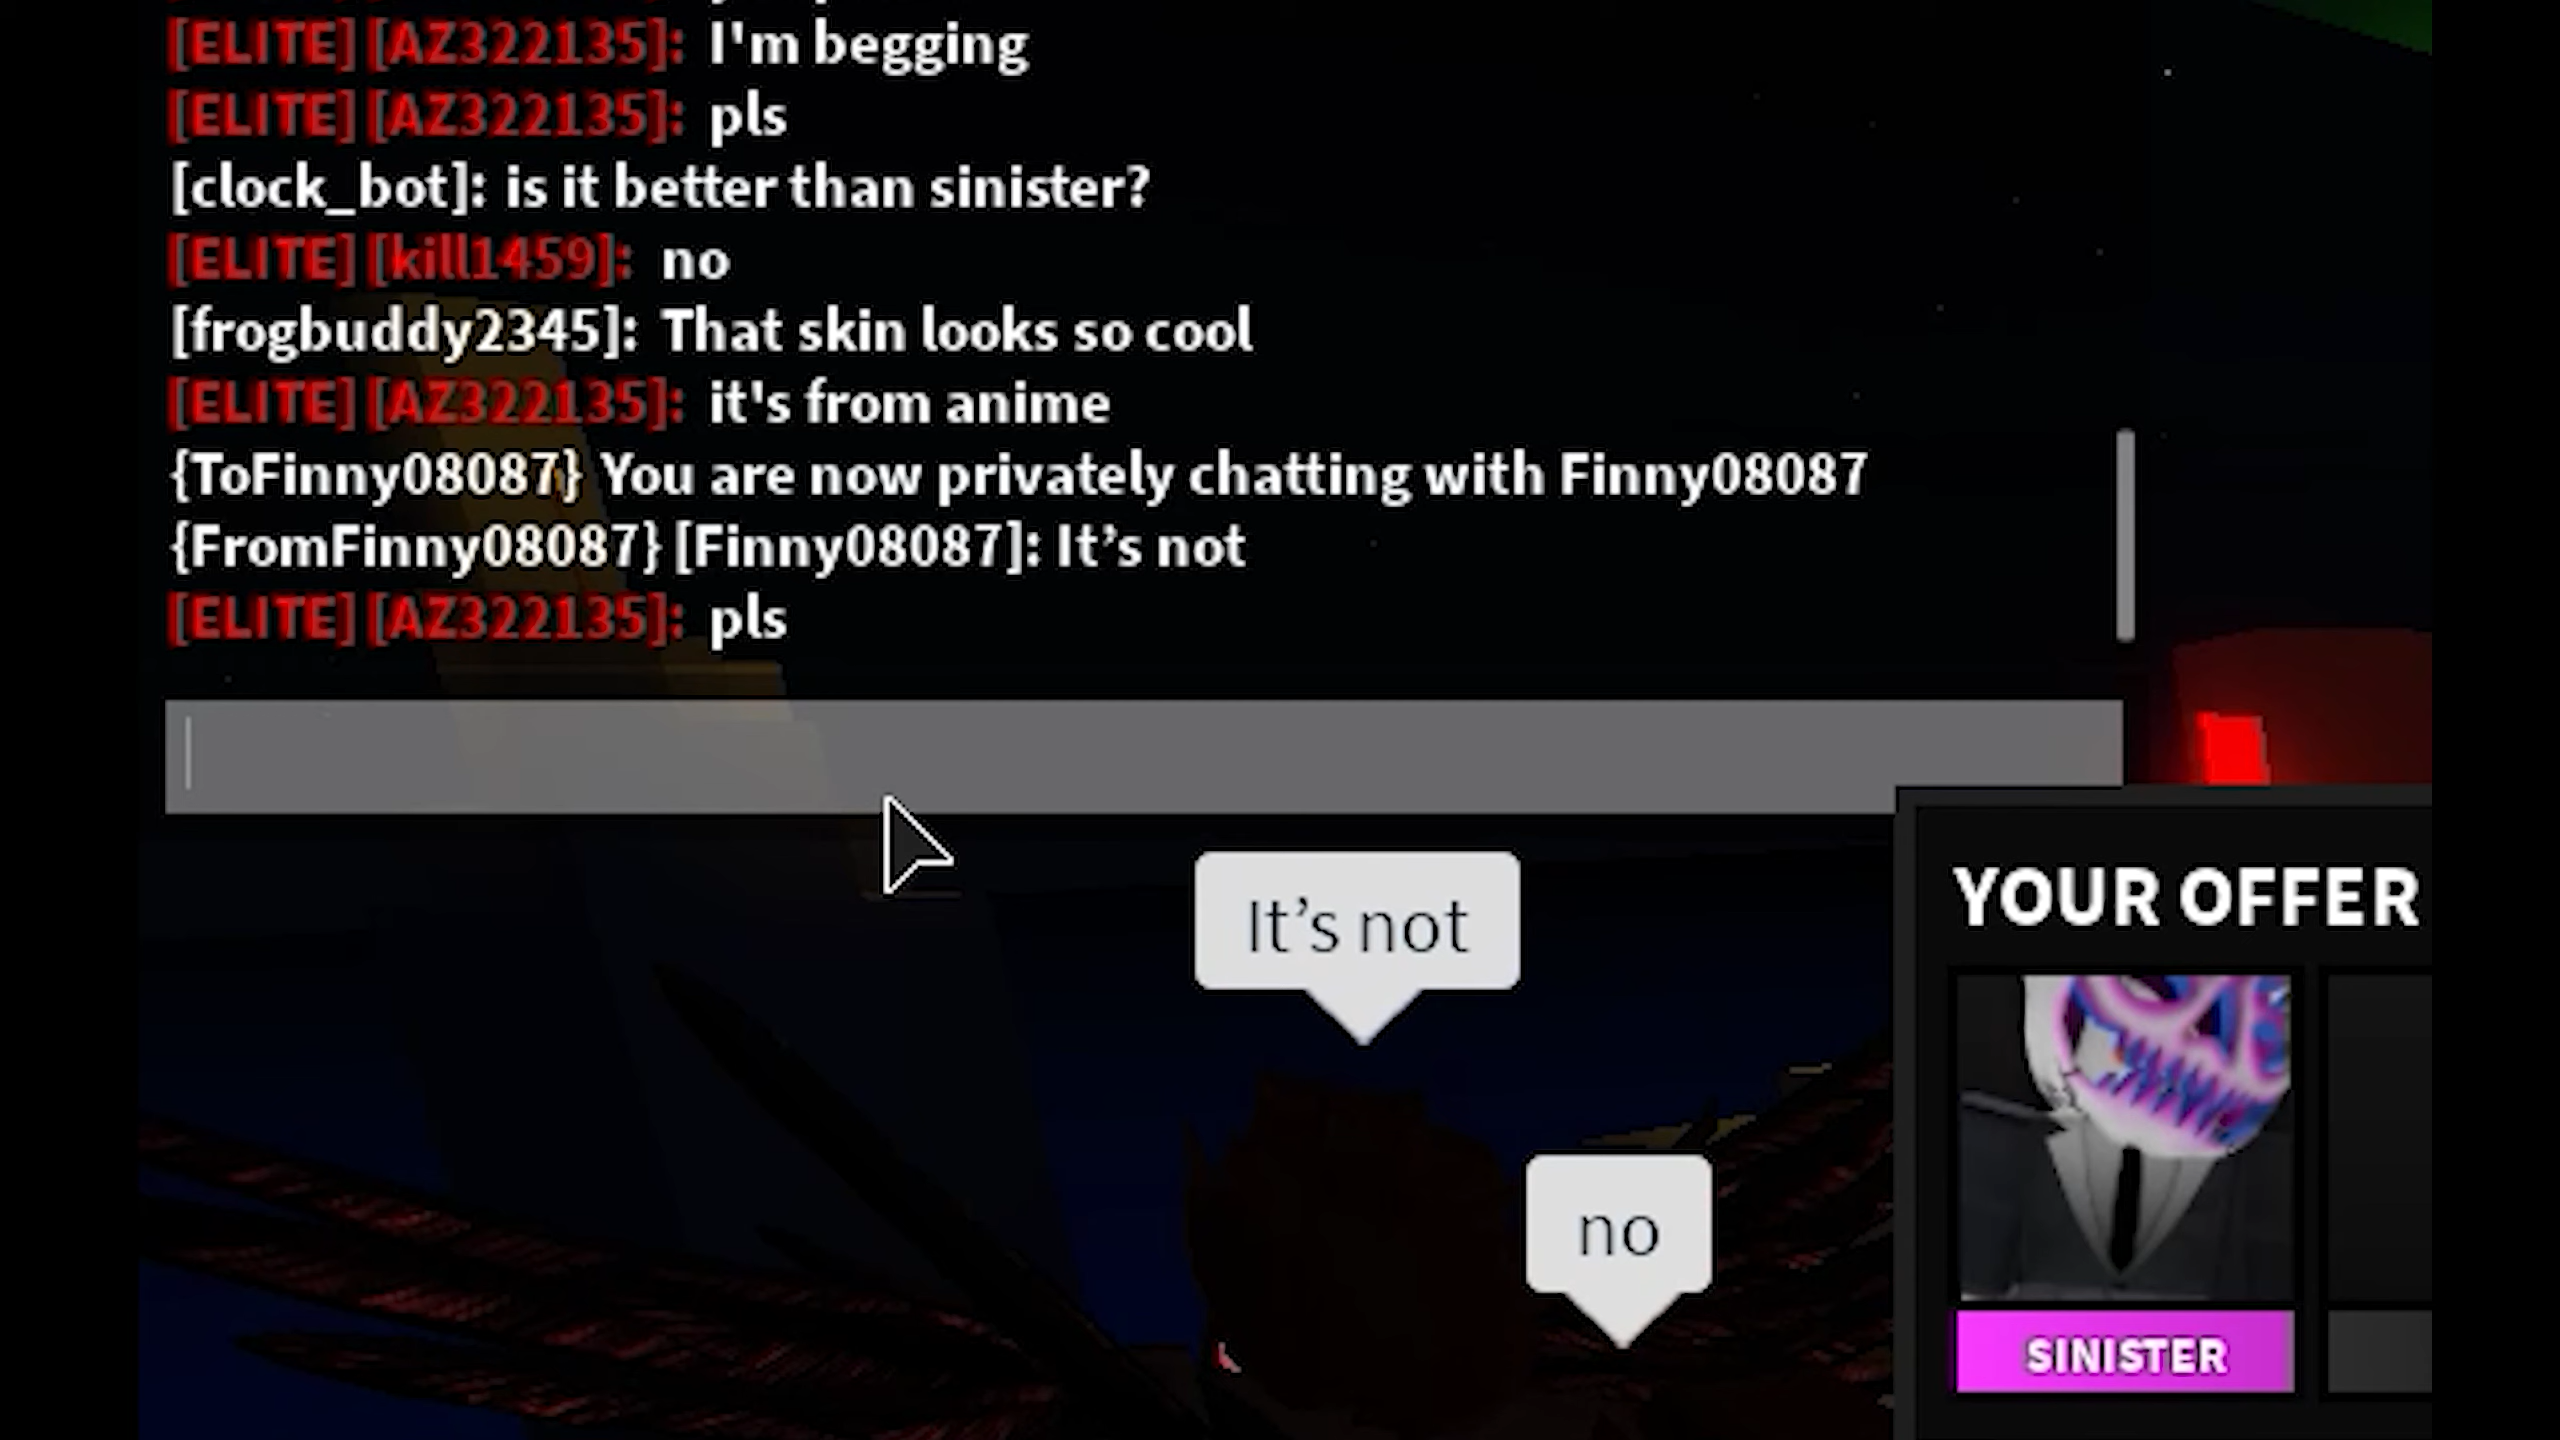 [ELITE] [AZ322135]: I'm begging
[ELITE] [AZ322135]: pls
[clock_bot]: is it better than sinister?
[ELITE] [kill1459]: no
[frogbuddy2345]: That skin looks so cool
[ELITE] [AZ322135]: it's from anime
{ToFinny08087} You are now privately chatting with Finny08087
{FromFinny08087} [Finny08087]: It’s not
[ELITE] [AZ322135]: pls
It’s not
YOUR OFFER
no
SINISTER